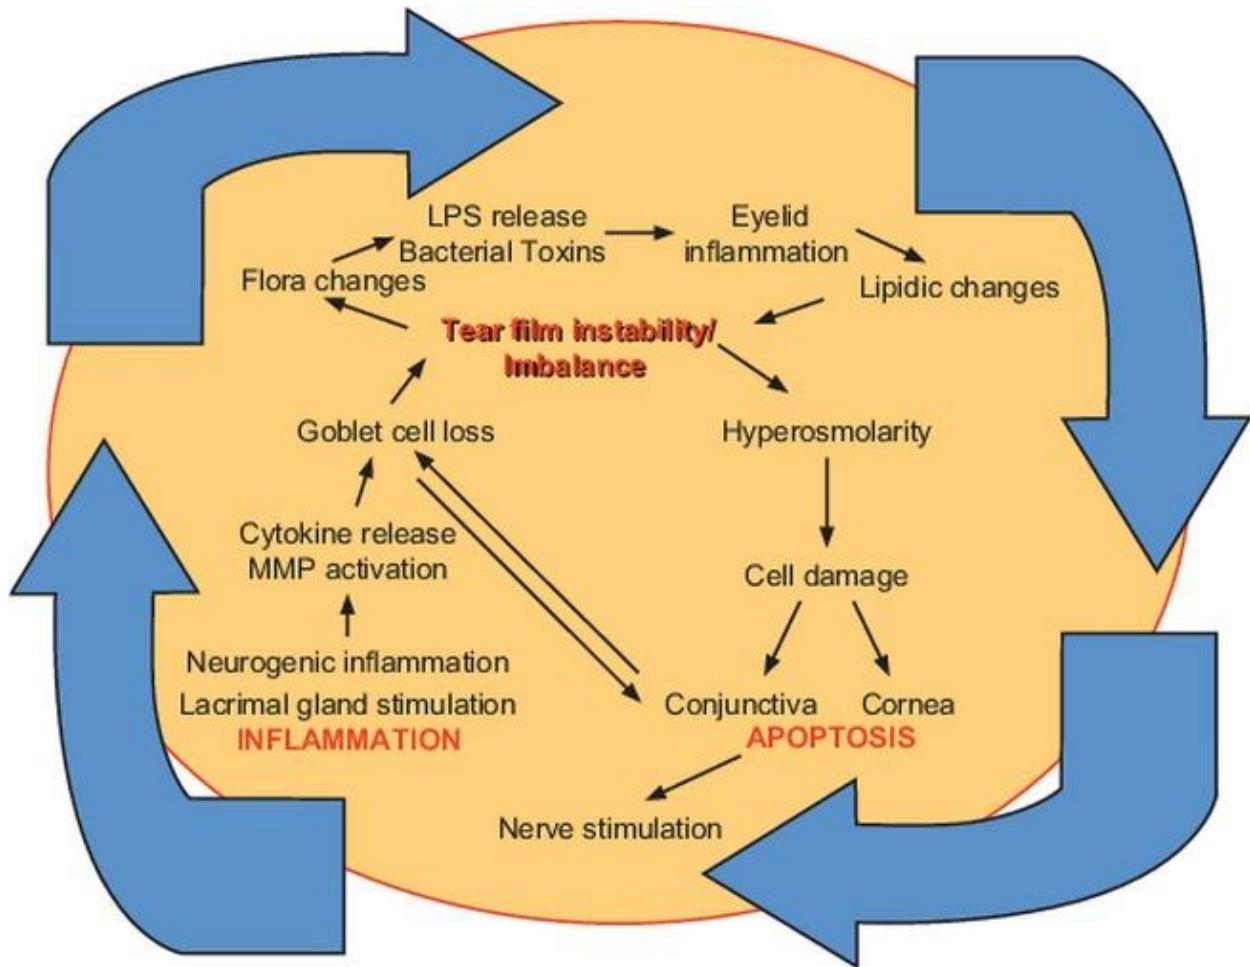 LPS release
Bacterial Toxins
Eyelid
inflammation
Flora changes
Lipidic changes
Tear film instability/
Imbalance
Goblet cell loss
Hyperosmolarity
Cytokine release
MMP activation
Cell damage
Neurogenic inflammation
Lacrimal gland stimulation
INFLAMMATION
Conjunctiva
Cornea
APOPTOSIS
Nerve stimulation